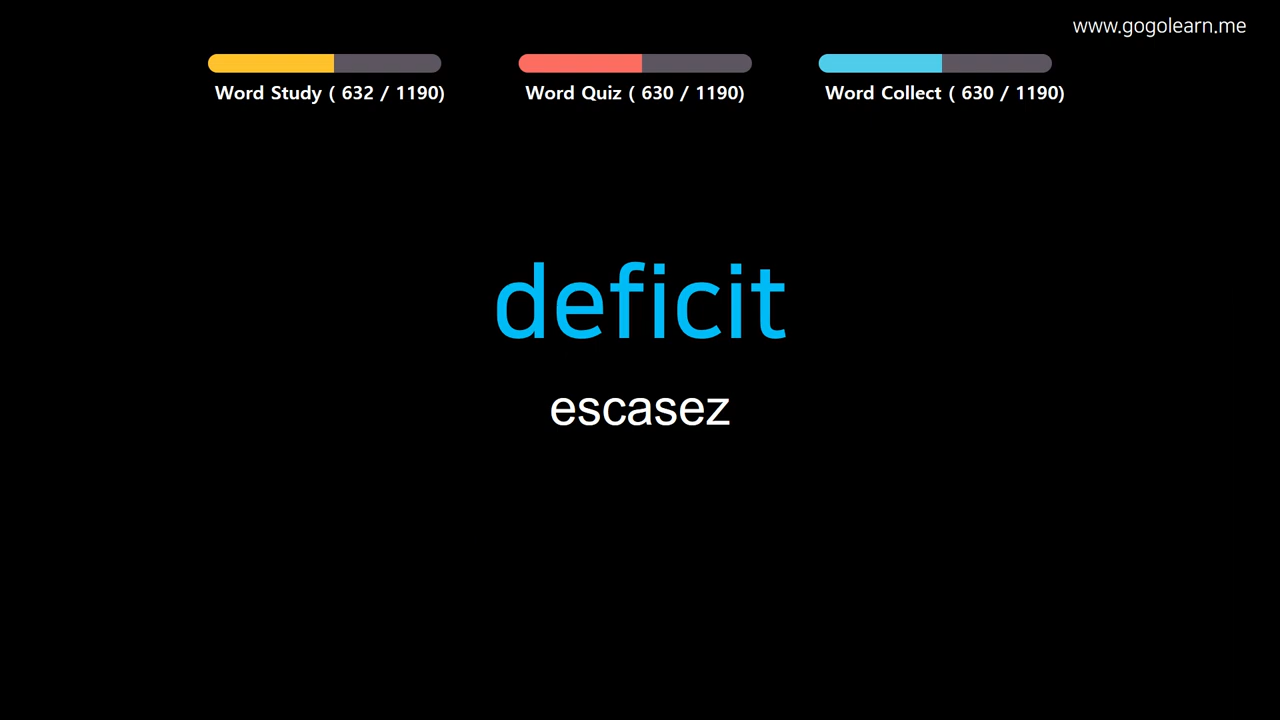 www.gogolearn.me
Word Study ( 632 / 1190)
Word Quiz ( 630 / 1190)
Word Collect ( 630 / 1190)
deficit
escasez